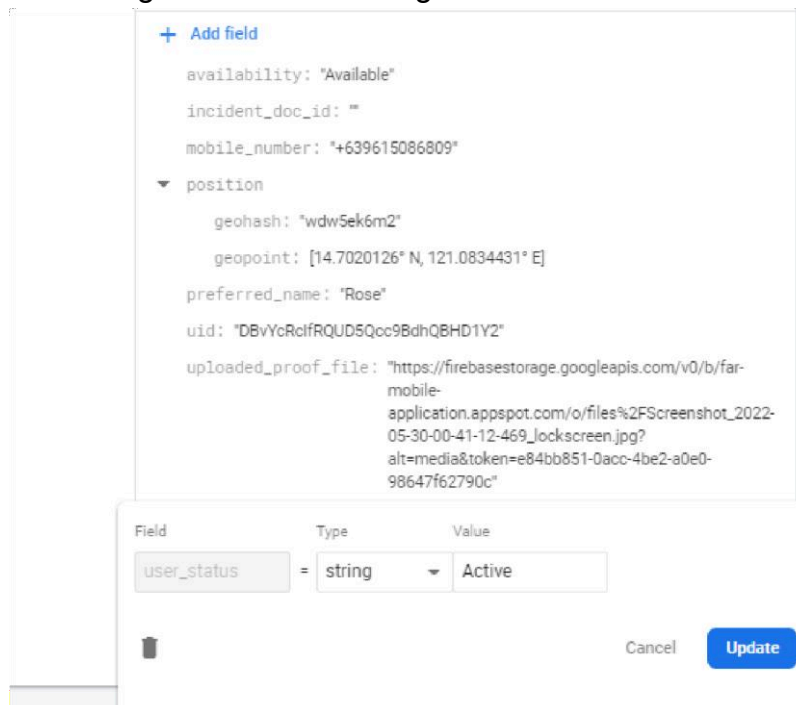 + Add field
availability: "Available"
incident_doc_id: ""
mobile_number: "+639615086809"
position
geohash: "wdw5ek6m2"
geopoint: [14.7020126° N, 121.0834431° E]
preferred_name: "Rose"
uid: "DBvYcRclfRQUD5Qcc9BdhQBHD1Y2"
uploaded_proof_file: "https://firebasestorage.googleapis.com/v0/b/far-
mobile-
application.appspot.com/o/files%2FScreenshot_2022-
05-30-00-41-12-469_lockscreen.jpg?
alt=media&token=e84bb851-0acc-4be2-a0e0-
98647f62790c"
Field Type Value
user_status = string Active
Cancel Update